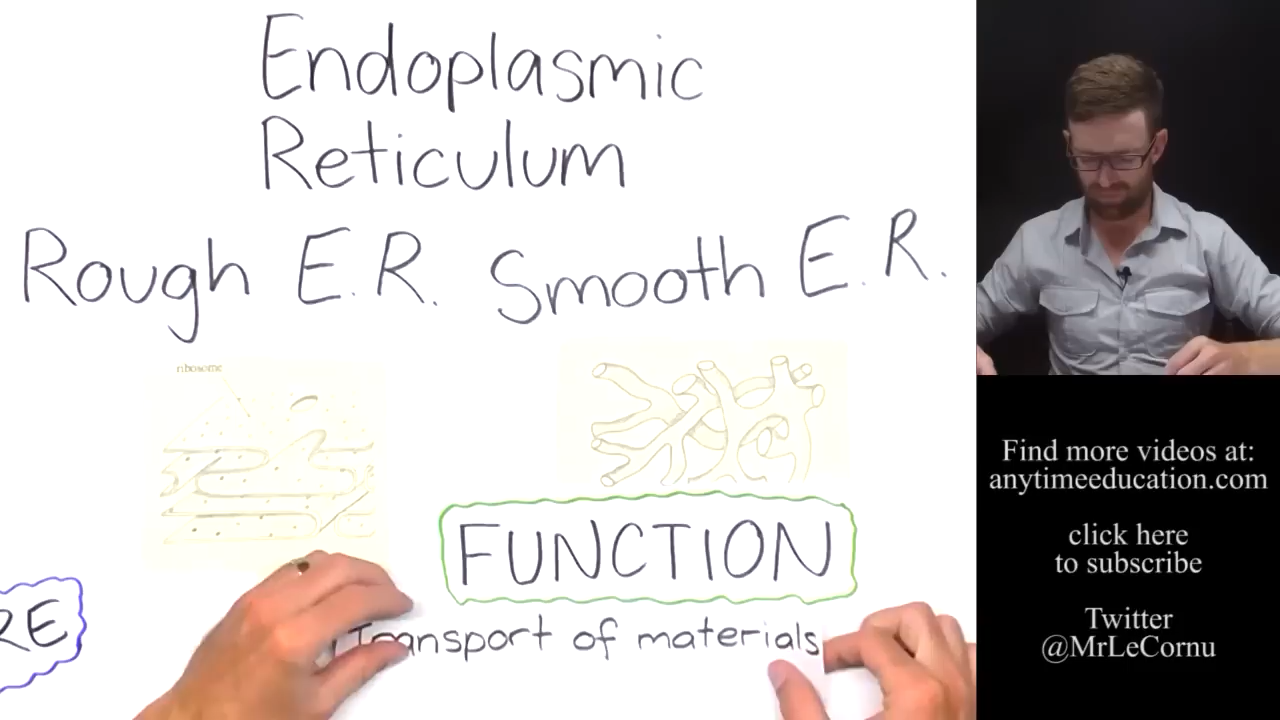 Endoplasmic
Reticulum
Rough E.R. Smooth E.R.
ribosome
FUNCTION
RE
Transport of materials
Find more videos at:
anytimeeducation.com
click here
to subscribe
Twitter
@MrLeCornu